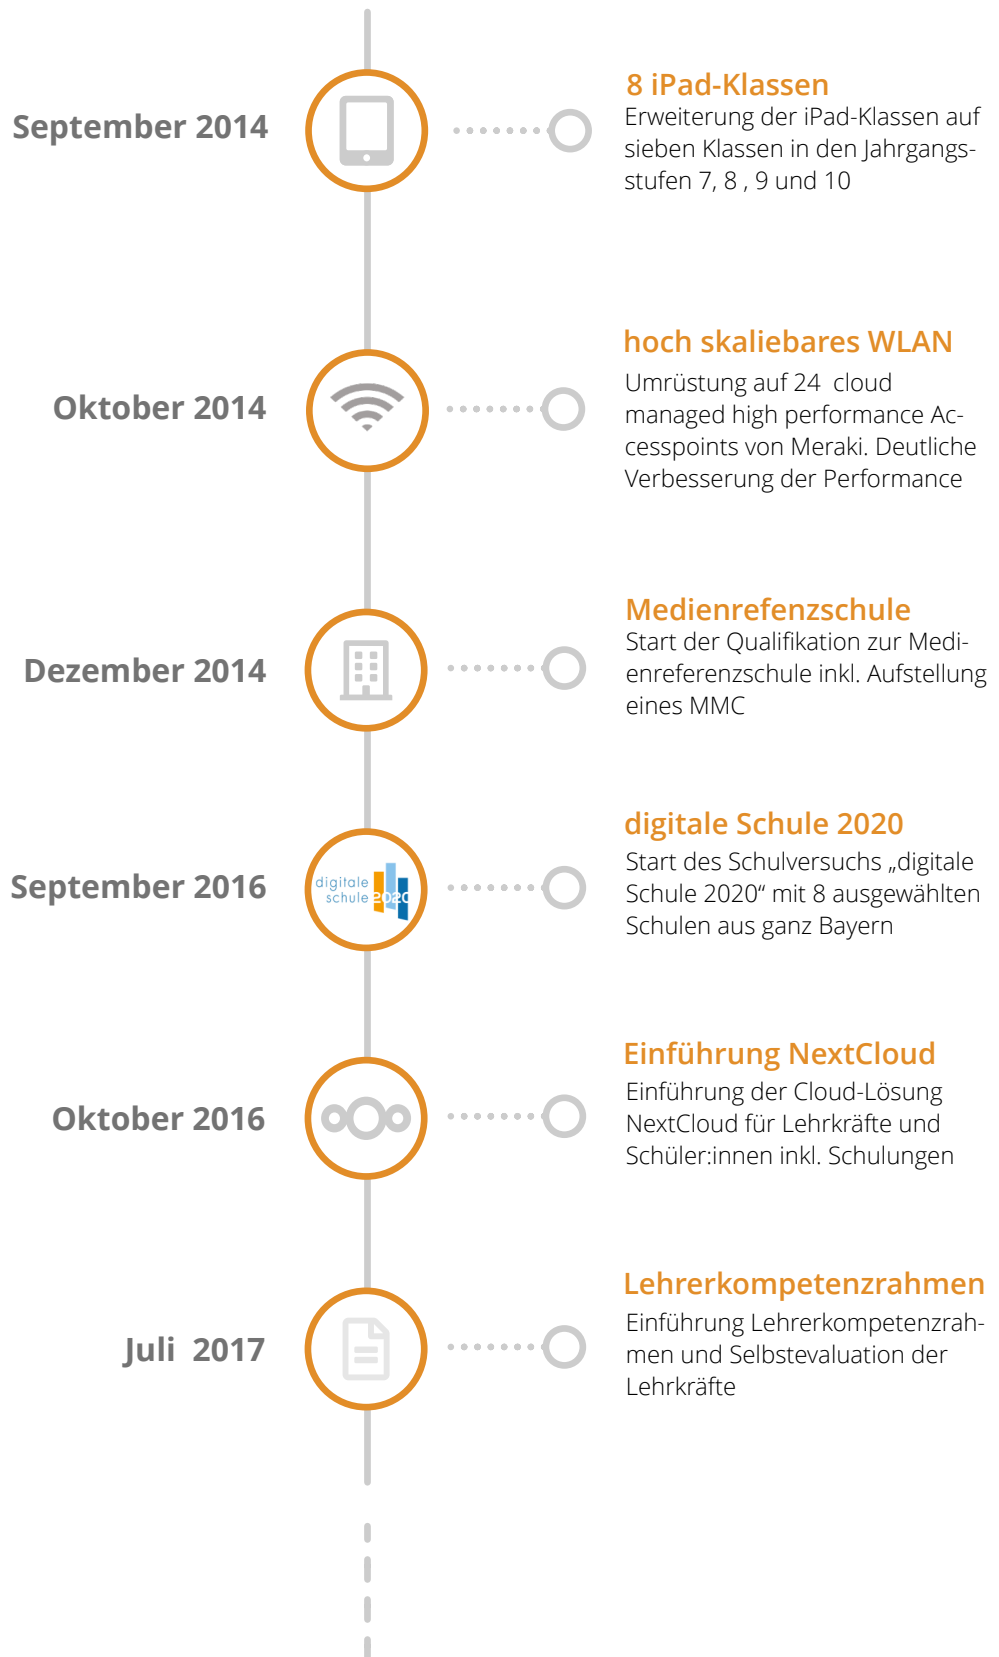 September 2014
8 iPad-Klassen
Erweiterung der iPad-Klassen auf
sieben Klassen in den Jahrgangs-
stufen 7, 8 , 9 und 10
Oktober 2014
hoch skaliebares WLAN
Umrüstung auf 24 cloud
managed high performance Ac-
cesspoints von Meraki. Deutliche
Verbesserung der Performance
Dezember 2014
Medienrefenzschule
Start der Qualifikation zur Medi-
enreferenzschule inkl. Aufstellung
eines MMC
September 2016
digitale
schule 2020
digitale Schule 2020
Start des Schulversuchs „digitale
Schule 2020“ mit 8 ausgewählten
Schulen aus ganz Bayern
Oktober 2016
Einführung NextCloud
Einführung der Cloud-Lösung
NextCloud für Lehrkräfte und
Schüler:innen inkl. Schulungen
Juli 2017
Lehrerkompetenzrahmen
Einführung Lehrerkompetenzrah-
men und Selbstevaluation der
Lehrkräfte